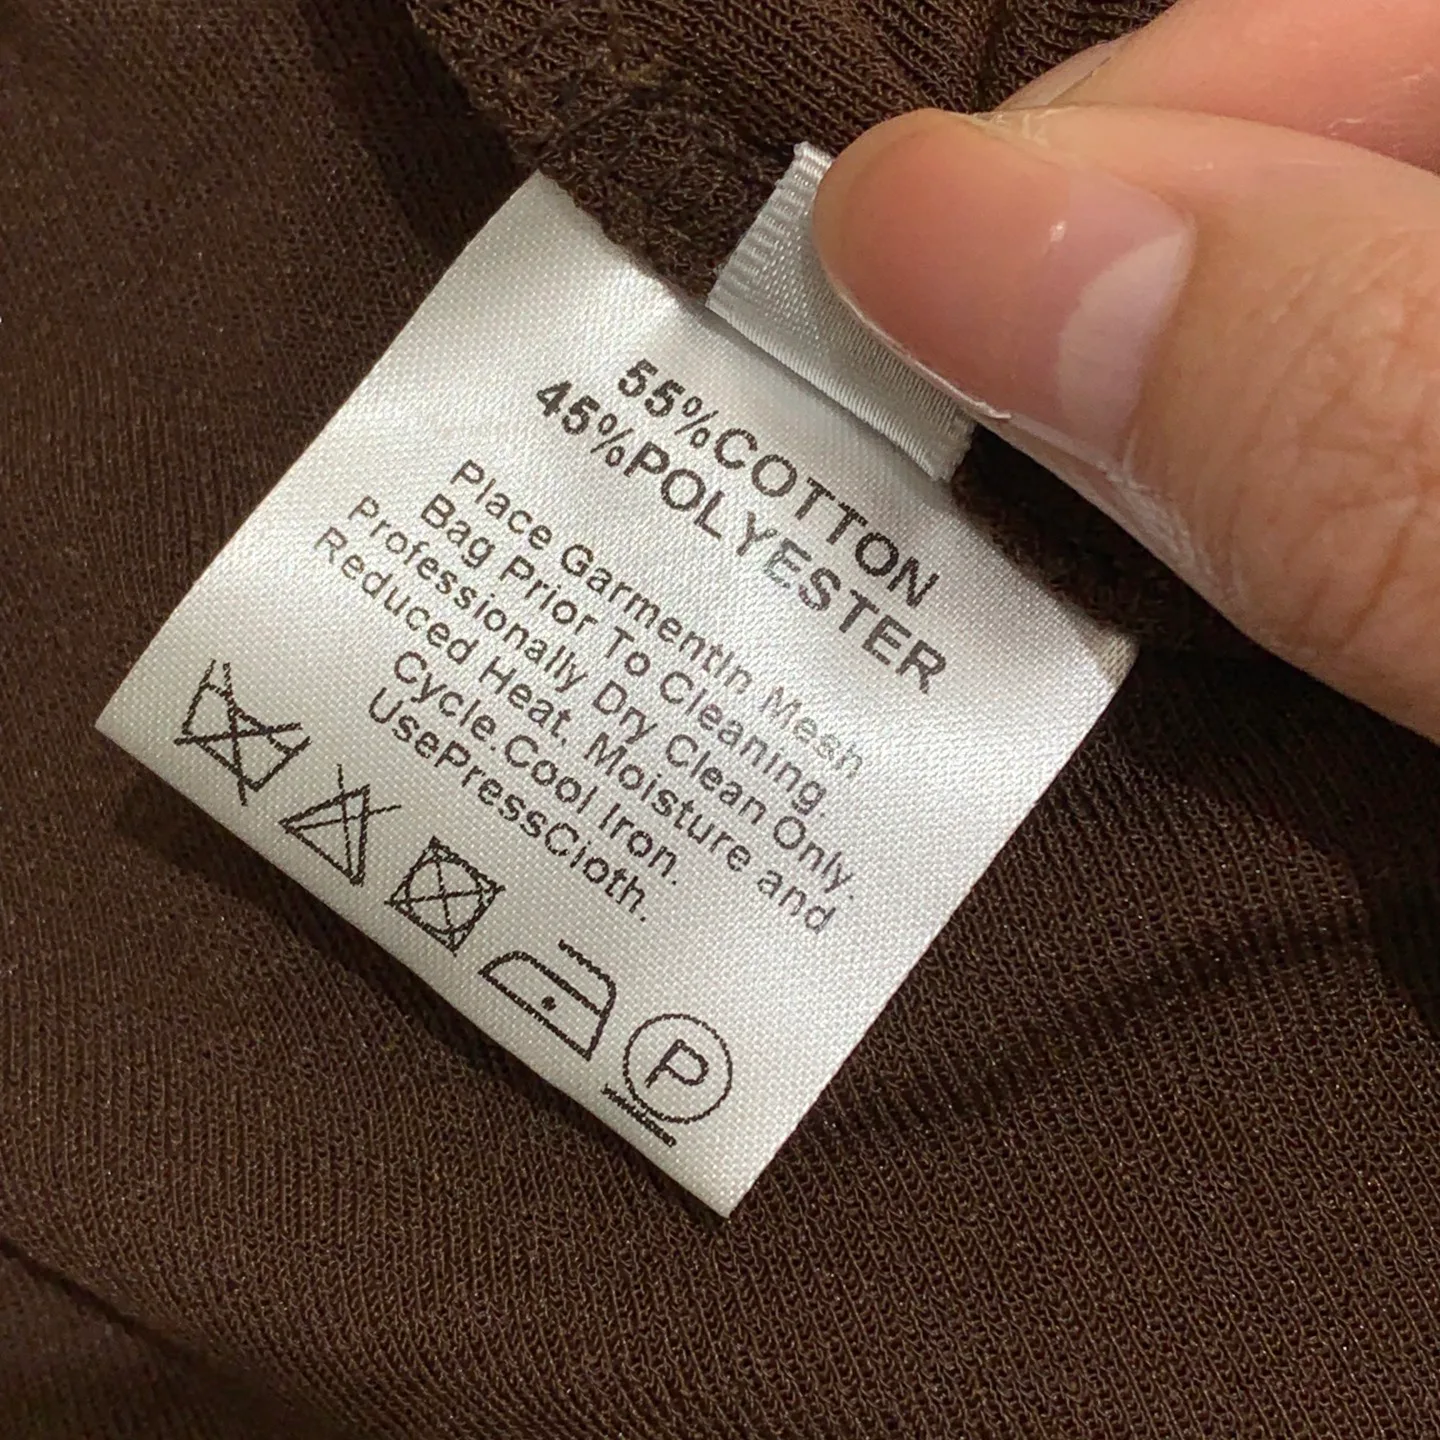 55%COTTON
45%POLYESTER
Place GarmentIn Mesh
Bag Prior To Cleaning.
Professionally Dry Clean Only.
Reduced Heat, Moisture and
Cycle.Cool Iron.
UsePressCloth.
P